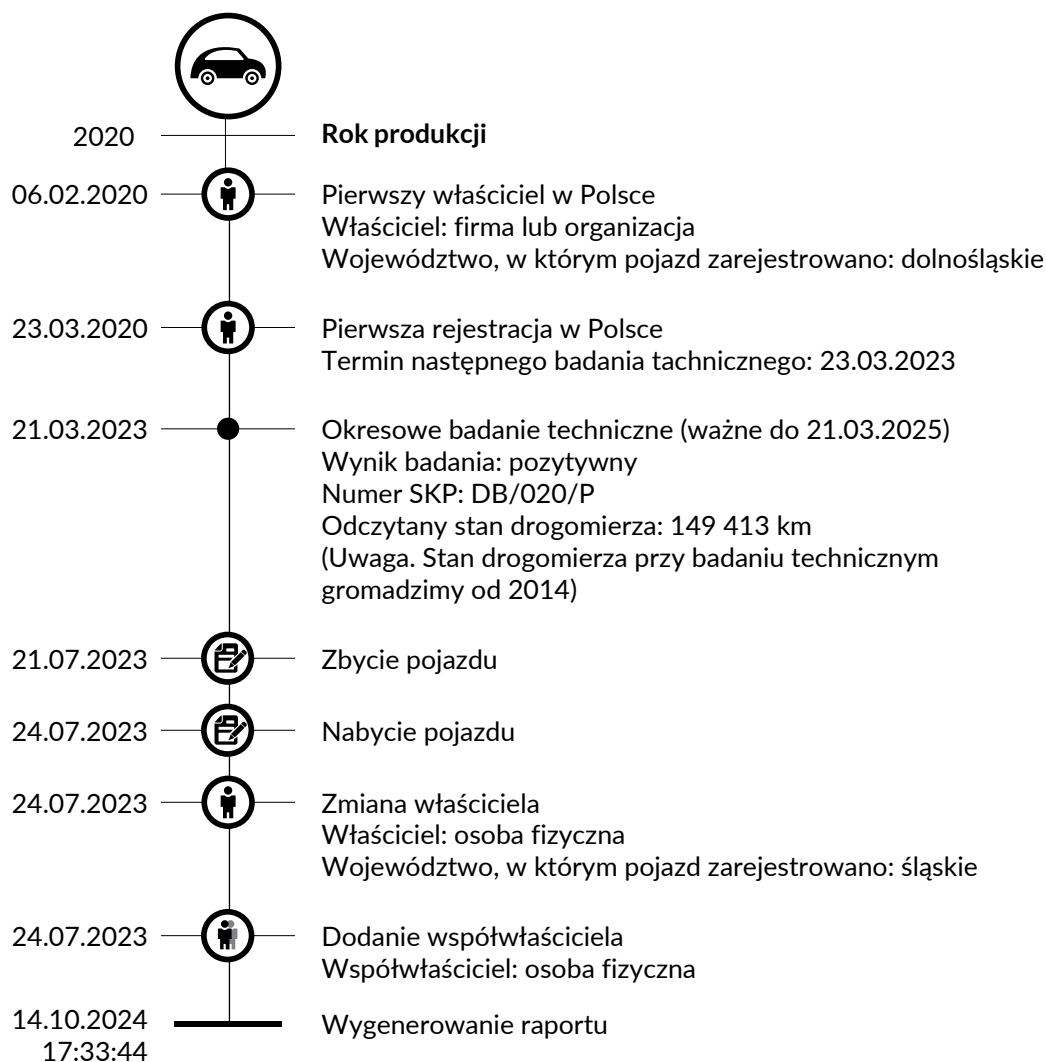 2020
Rok produkcji
06.02.2020
Pierwszy właściciel w Polsce
Właściciel: firma lub organizacja
Województwo, w którym pojazd zarejestrowano: dolnośląskie
23.03.2020
Pierwsza rejestracja w Polsce
Termin następnego badania tachnicznego: 23.03.2023
21.03.2023
Okresowe badanie techniczne (ważne do 21.03.2025)
Wynik badania: pozytywny
Numer SKP: DB/020/P
Odczytany stan drogomierza: 149 413 km
(Uwaga. Stan drogomierza przy badaniu technicznym
gromadzimy od 2014)
21.07.2023
Zbycie pojazdu
24.07.2023
Nabycie pojazdu
24.07.2023
Zmiana właściciela
Właściciel: osoba fizyczna
Województwo, w którym pojazd zarejestrowano: śląskie
24.07.2023
Dodanie współwłaściciela
Współwłaściciel: osoba fizyczna
14.10.2024
17:33:44
Wygenerowanie raportu